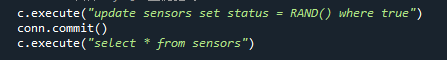 c.execute("update sensors set status = RAND() where true")
conn.commit()
c.execute("select * from sensors")